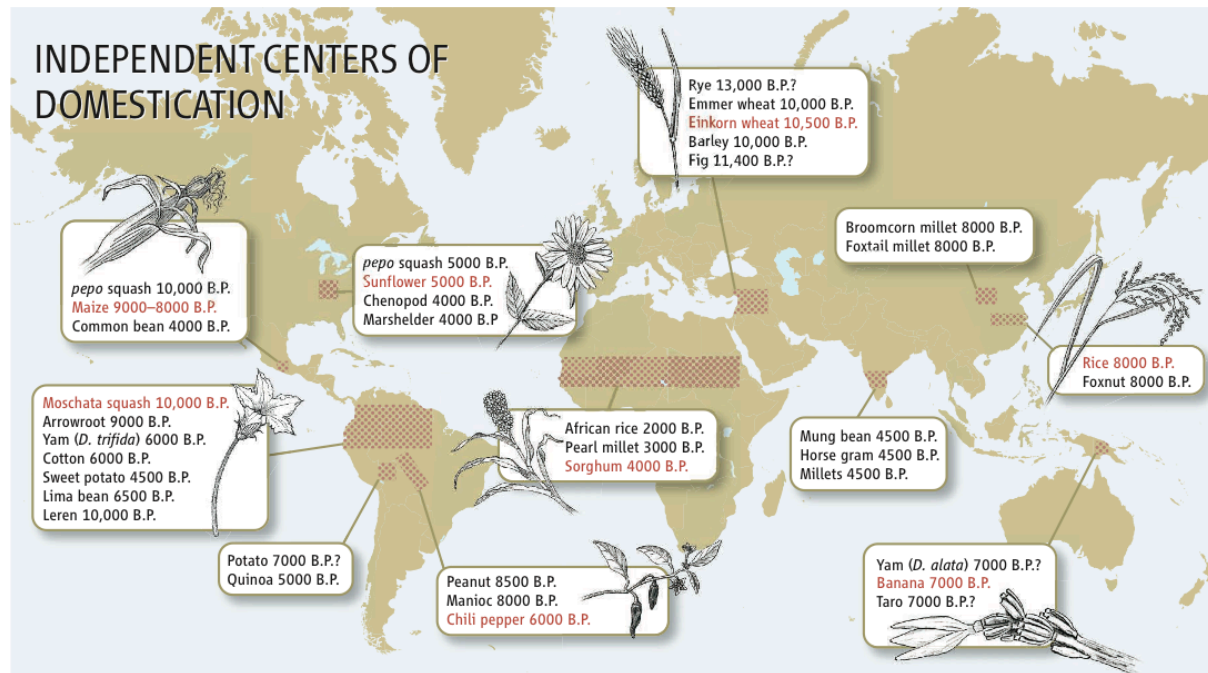 INDEPENDENT CENTERS OF
DOMESTICATION
Rye 13,000 B.P.?
Emmer wheat 10,000 B.P.
Einkorn wheat 10,500 B.P.
Barley 10,000 B.P.
Fig 11,400 B.P.?
Broomcorn millet 8000 B.P.
Foxtail millet 8000 B.P.
pepo squash 10,000 B.P.
Maize 9000–8000 B.P.
Common bean 4000 B.P.
pepo squash 5000 B.P.
Sunflower 5000 B.P.
Chenopod 4000 B.P.
Marshelder 4000 B.P
Rice 8000 B.P.
Foxnut 8000 B.P.
Moschata squash 10,000 B.P.
Arrowroot 9000 B.P.
Yam (D. trifida) 6000 B.P.
Cotton 6000 B.P.
Sweet potato 4500 B.P.
Lima bean 6500 B.P.
Leren 10,000 B.P.
African rice 2000 B.P.
Pearl millet 3000 B.P.
Sorghum 4000 B.P.
Mung bean 4500 B.P.
Horse gram 4500 B.P.
Millets 4500 B.P.
Potato 7000 B.P.?
Quinoa 5000 B.P.
Peanut 8500 B.P.
Manioc 8000 B.P.
Chili pepper 6000 B.P.
Yam (D. alata) 7000 B.P.?
Banana 7000 B.P.
Taro 7000 B.P.?